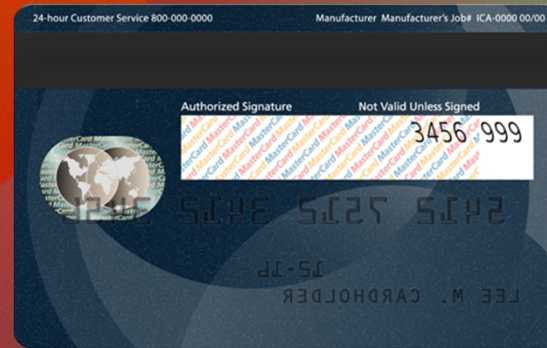 24-hour Customer Service 800-000-0000 Manufacturer Manufacturer's Job# ICA-0000 00/00
Authorized Signature Not Valid Unless Signed
3456 999
5412 7512 3412 3456
LEE M. CARDHOLDER